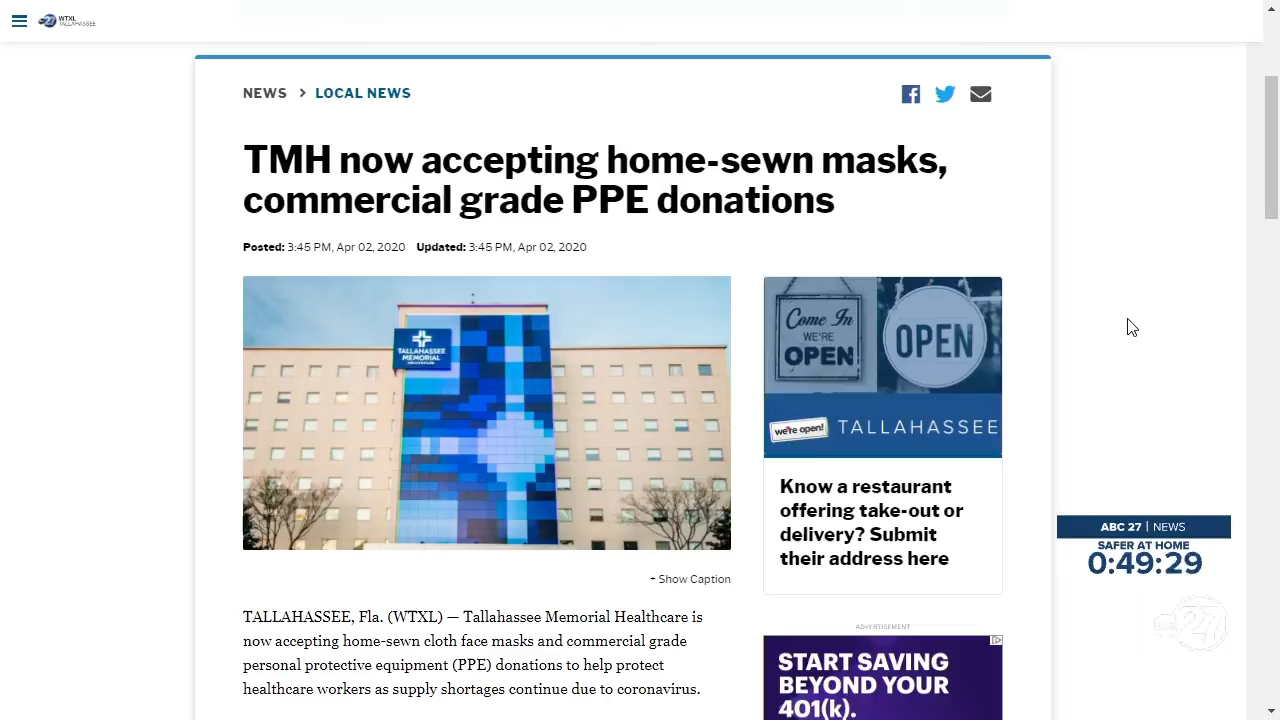 WTXL
TALLAHASSEE
NEWS > LOCAL NEWS
TMH now accepting home-sewn masks,
commercial grade PPE donations
Posted: 3:45 PM, Apr 02, 2020 Updated: 3:45 PM, Apr 02, 2020
TALLAHASSEE
MEMORIAL
HEALTHCARE
+ Show Caption
TALLAHASSEE, Fla. (WTXL) — Tallahassee Memorial Healthcare is
now accepting home-sewn cloth face masks and commercial grade
personal protective equipment (PPE) donations to help protect
healthcare workers as supply shortages continue due to coronavirus.
Come In
WE'RE
OPEN
OPEN
we're open! TALLAHASSEE
Know a restaurant
offering take-out or
delivery? Submit
their address here
ADVERTISEMENT
START SAVING
BEYOND YOUR
401(k).
ABC 27 | NEWS
SAFER AT HOME
0:49:29
abc 27